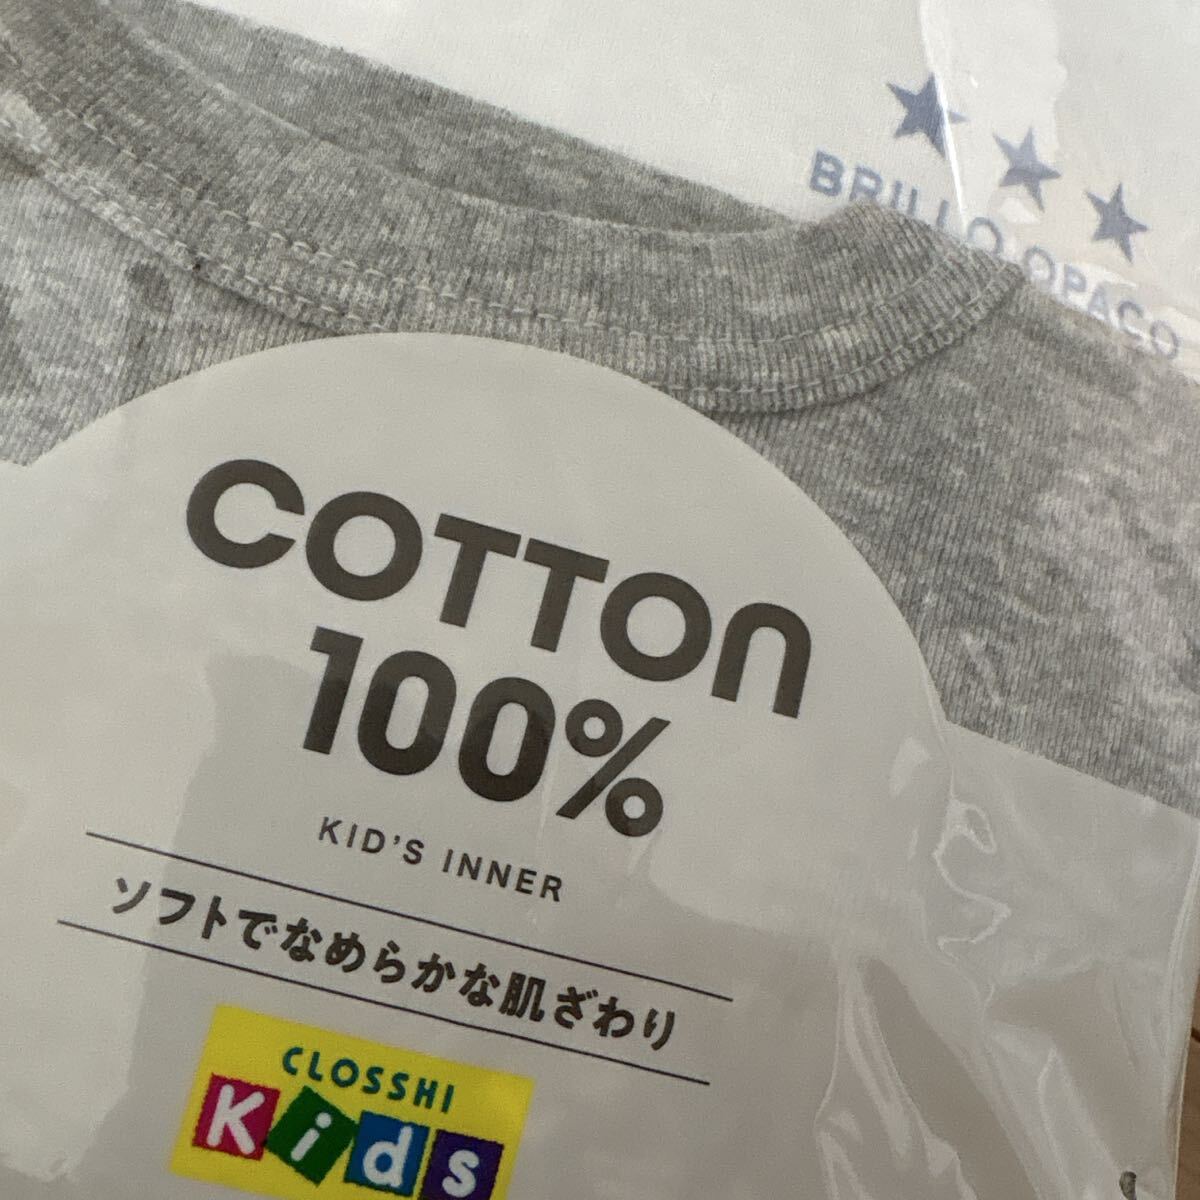 BRILLO OPACO
COTTON
100%
KID'S INNER
ソフトでなめらかな肌ざわり
CLOSSHI
Kids